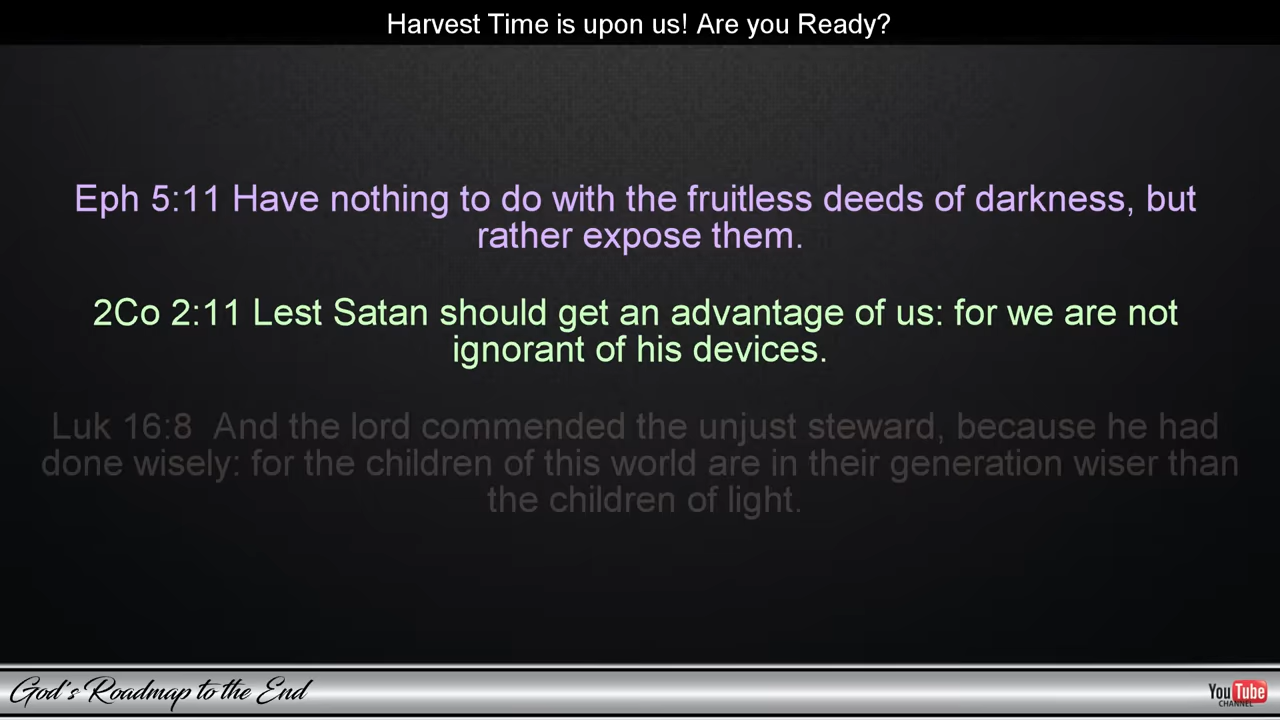 Harvest Time is upon us! Are you Ready?
Eph 5:11 Have nothing to do with the fruitless deeds of darkness, but
rather expose them.
2Co 2:11 Lest Satan should get an advantage of us: for we are not
ignorant of his devices.
Luk 16:8  And the lord commended the unjust steward, because he had
done wisely: for the children of this world are in their generation wiser than
the children of light.
God's Roadmap to the End
YouTube
CHANNEL